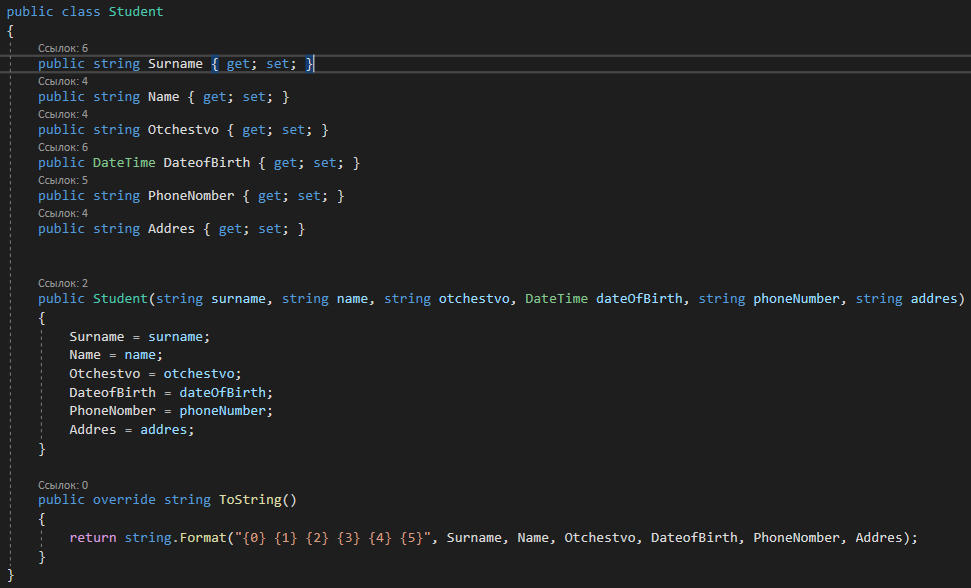 public class Student
{
Ссылок: 6
public string Surname { get; set; }
Ссылок: 4
public string Name { get; set; }
Ссылок: 4
public string Otchestvo { get; set; }
Ссылок: 6
public DateTime DateofBirth { get; set; }
Ссылок: 5
public string PhoneNomber { get; set; }
Ссылок: 4
public string Addres { get; set; }
Ссылок: 2
public Student(string surname, string name, string otchestvo, DateTime dateOfBirth, string phoneNumber, string addres)
{
Surname = surname;
Name = name;
Otchestvo = otchestvo;
DateofBirth = dateOfBirth;
PhoneNomber = phoneNumber;
Addres = addres;
}
Ссылок: 0
public override string ToString()
{
return string.Format("{0} {1} {2} {3} {4} {5}", Surname, Name, Otchestvo, DateofBirth, PhoneNomber, Addres);
}
}